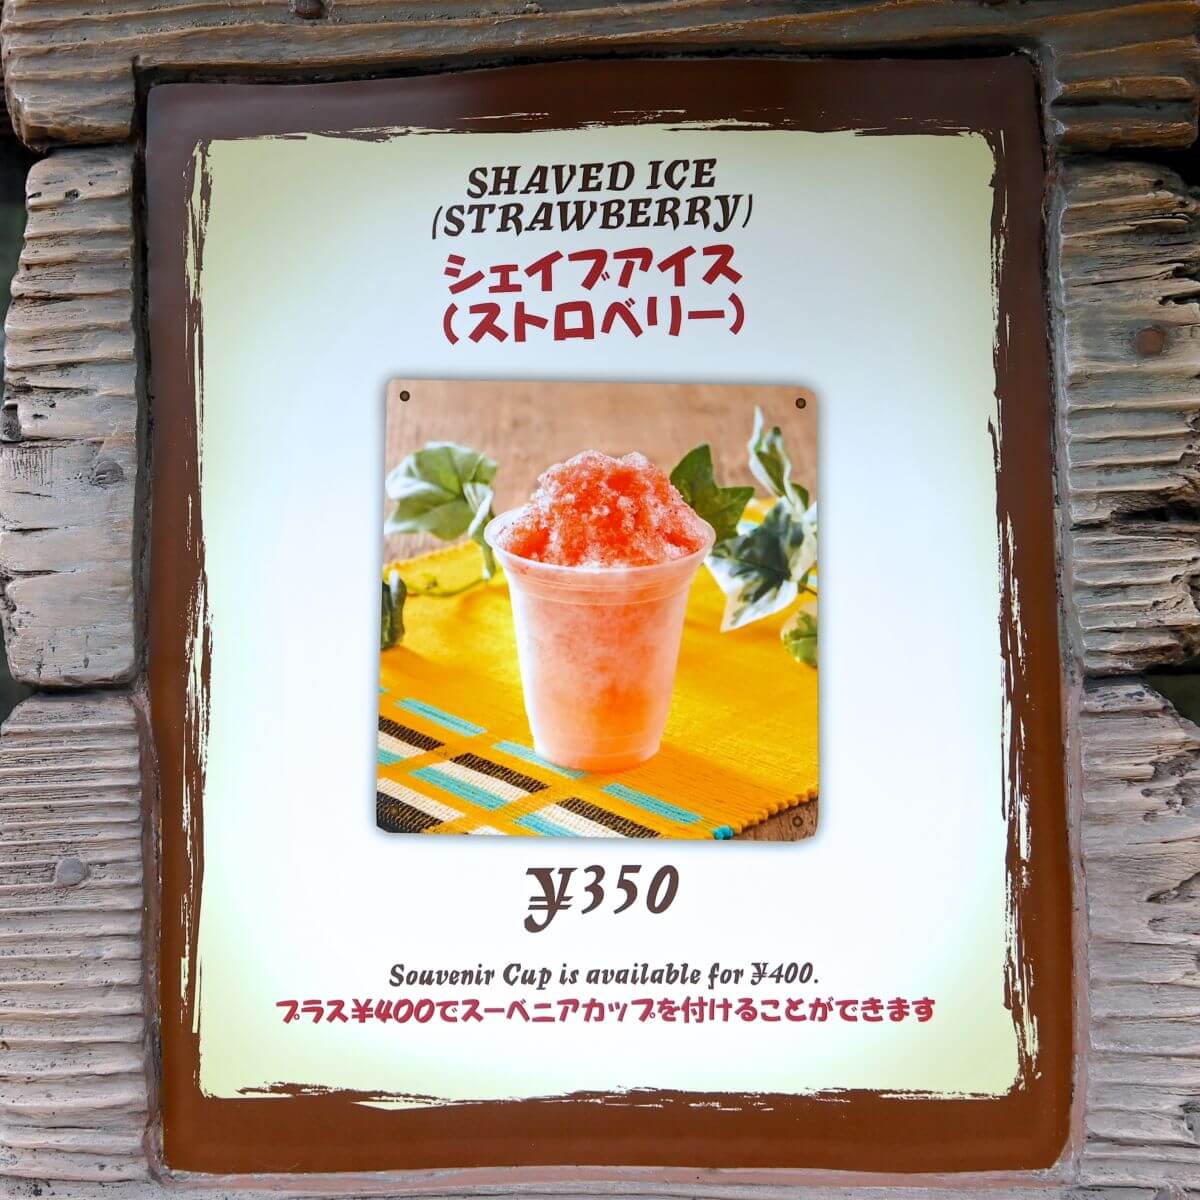 SHAVED ICE
(STRAWBERRY)
シェイブアイス
(ストロベリー)
¥350
Souvenir Cup is available for ¥400.
プラス¥400でスーベニアカップを付けることができます